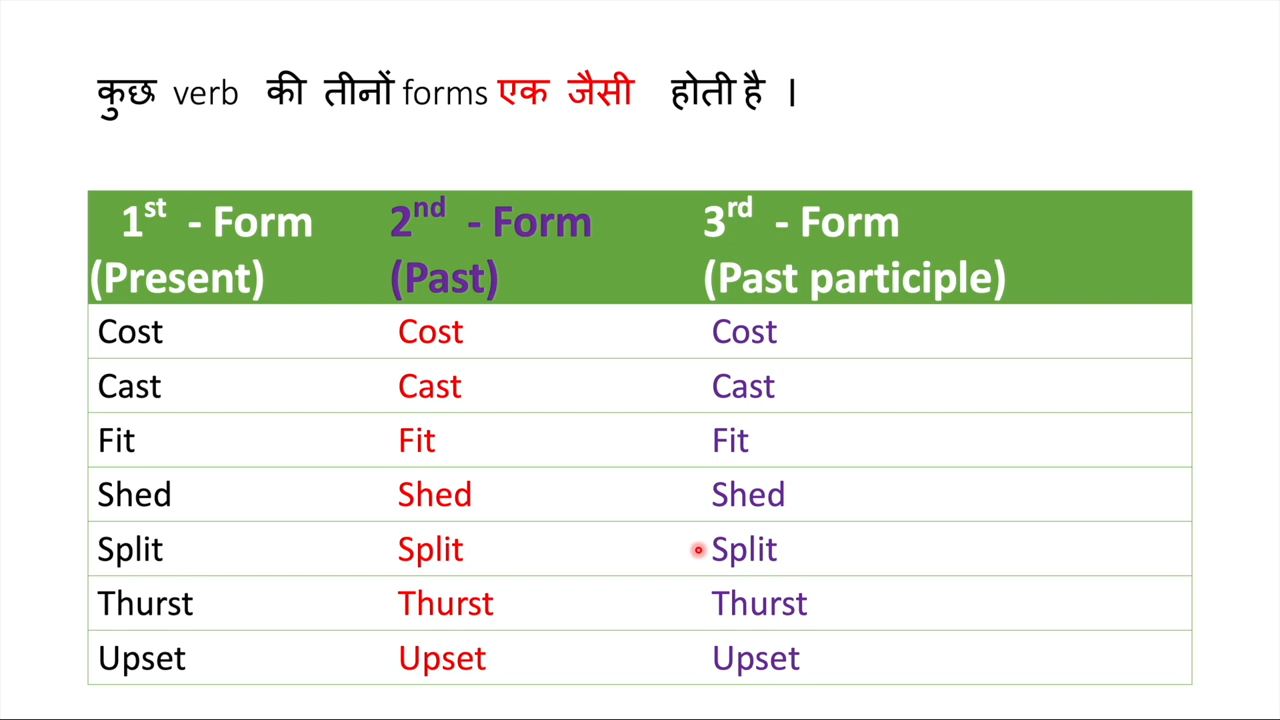 कुछ verb की तीनों forms एक जैसी होती है ।
1st - Form (Present) 2nd - Form (Past) 3rd - Form (Past participle)
Cost Cost Cost
Cast Cast Cast
Fit Fit Fit
Shed Shed Shed
Split Split Split
Thurst Thurst Thurst
Upset Upset Upset